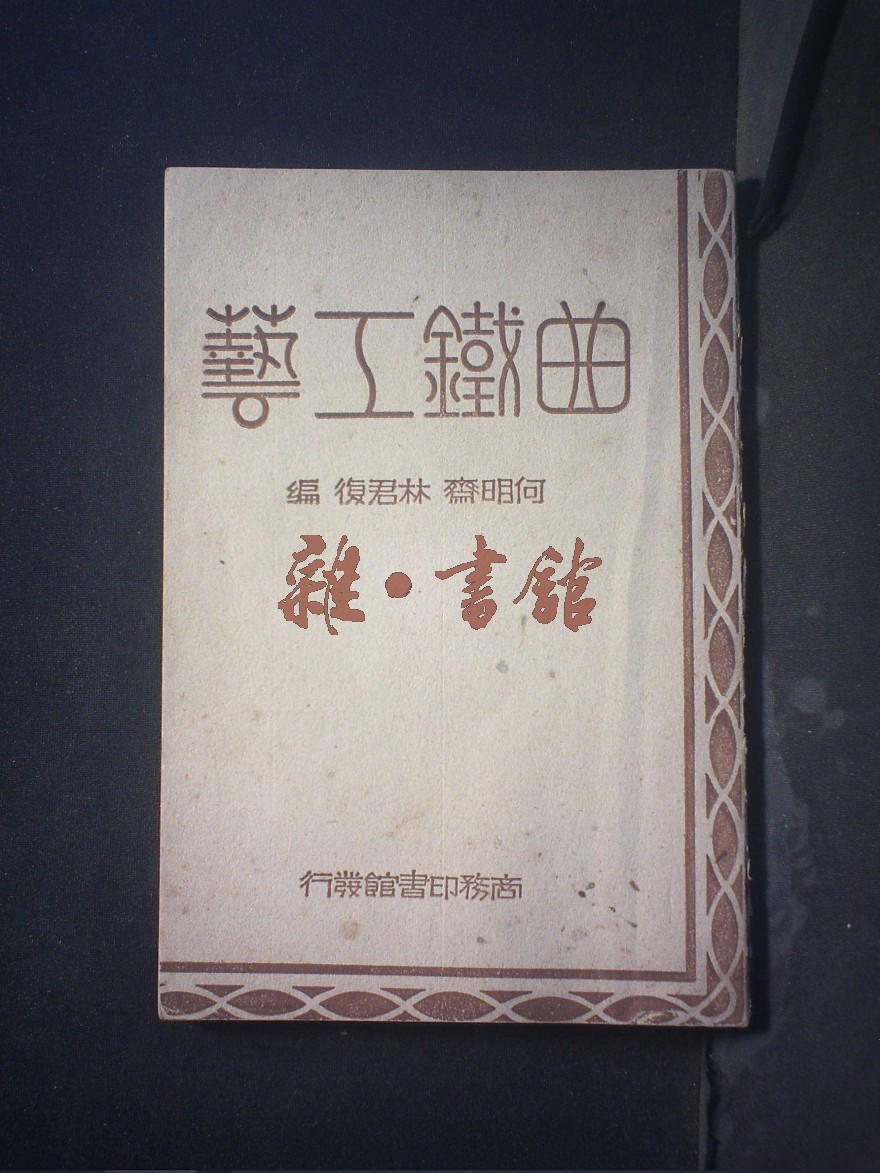 曲鐵工藝
何明齋 林君復 編
雜·書館
商務印書館發行